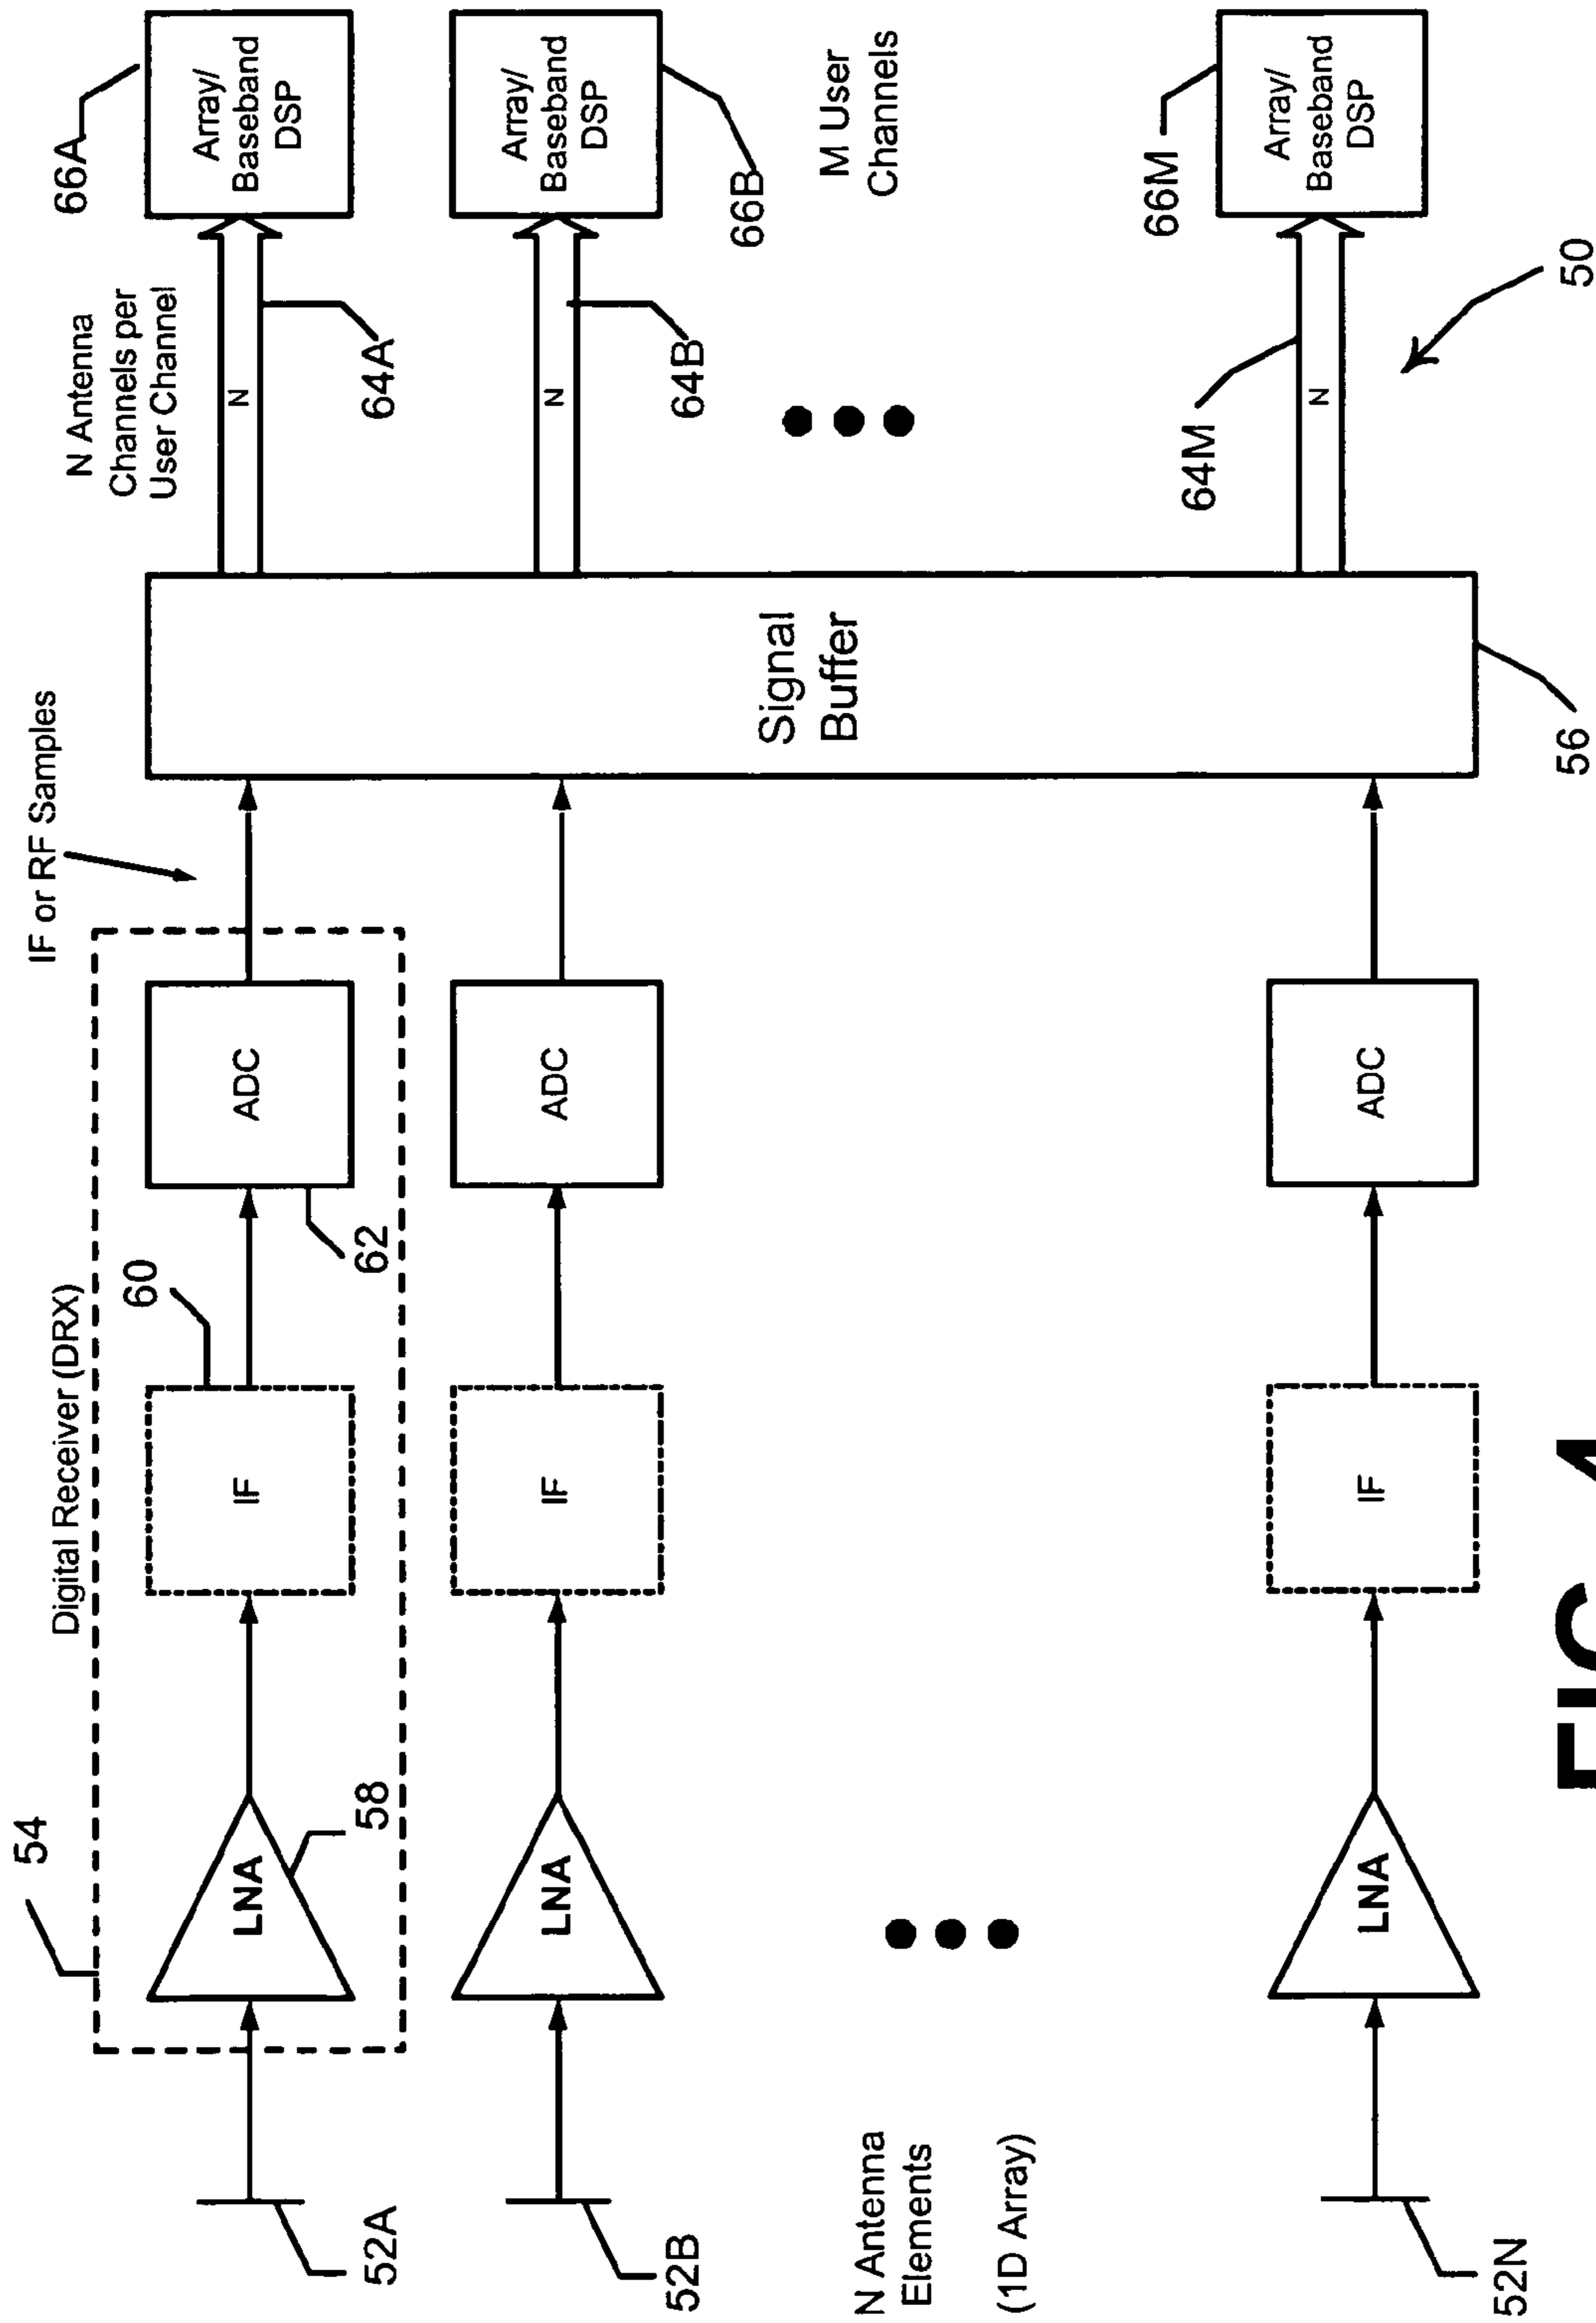 54
Digital Receiver (DRX)
IF or RF Samples
N Antenna
Channels per
User Channel
66A
52A
LNA
58
IF
60
ADC
62
N
64A
Array/
Baseband
DSP
52B
LNA
IF
ADC
Signal
Buffer
N
64B
Array/
Baseband
DSP
66B
N Antenna
Elements
(1D Array)
M User
Channels
52N
LNA
IF
ADC
56
64M
N
66M
Array/
Baseband
DSP
50